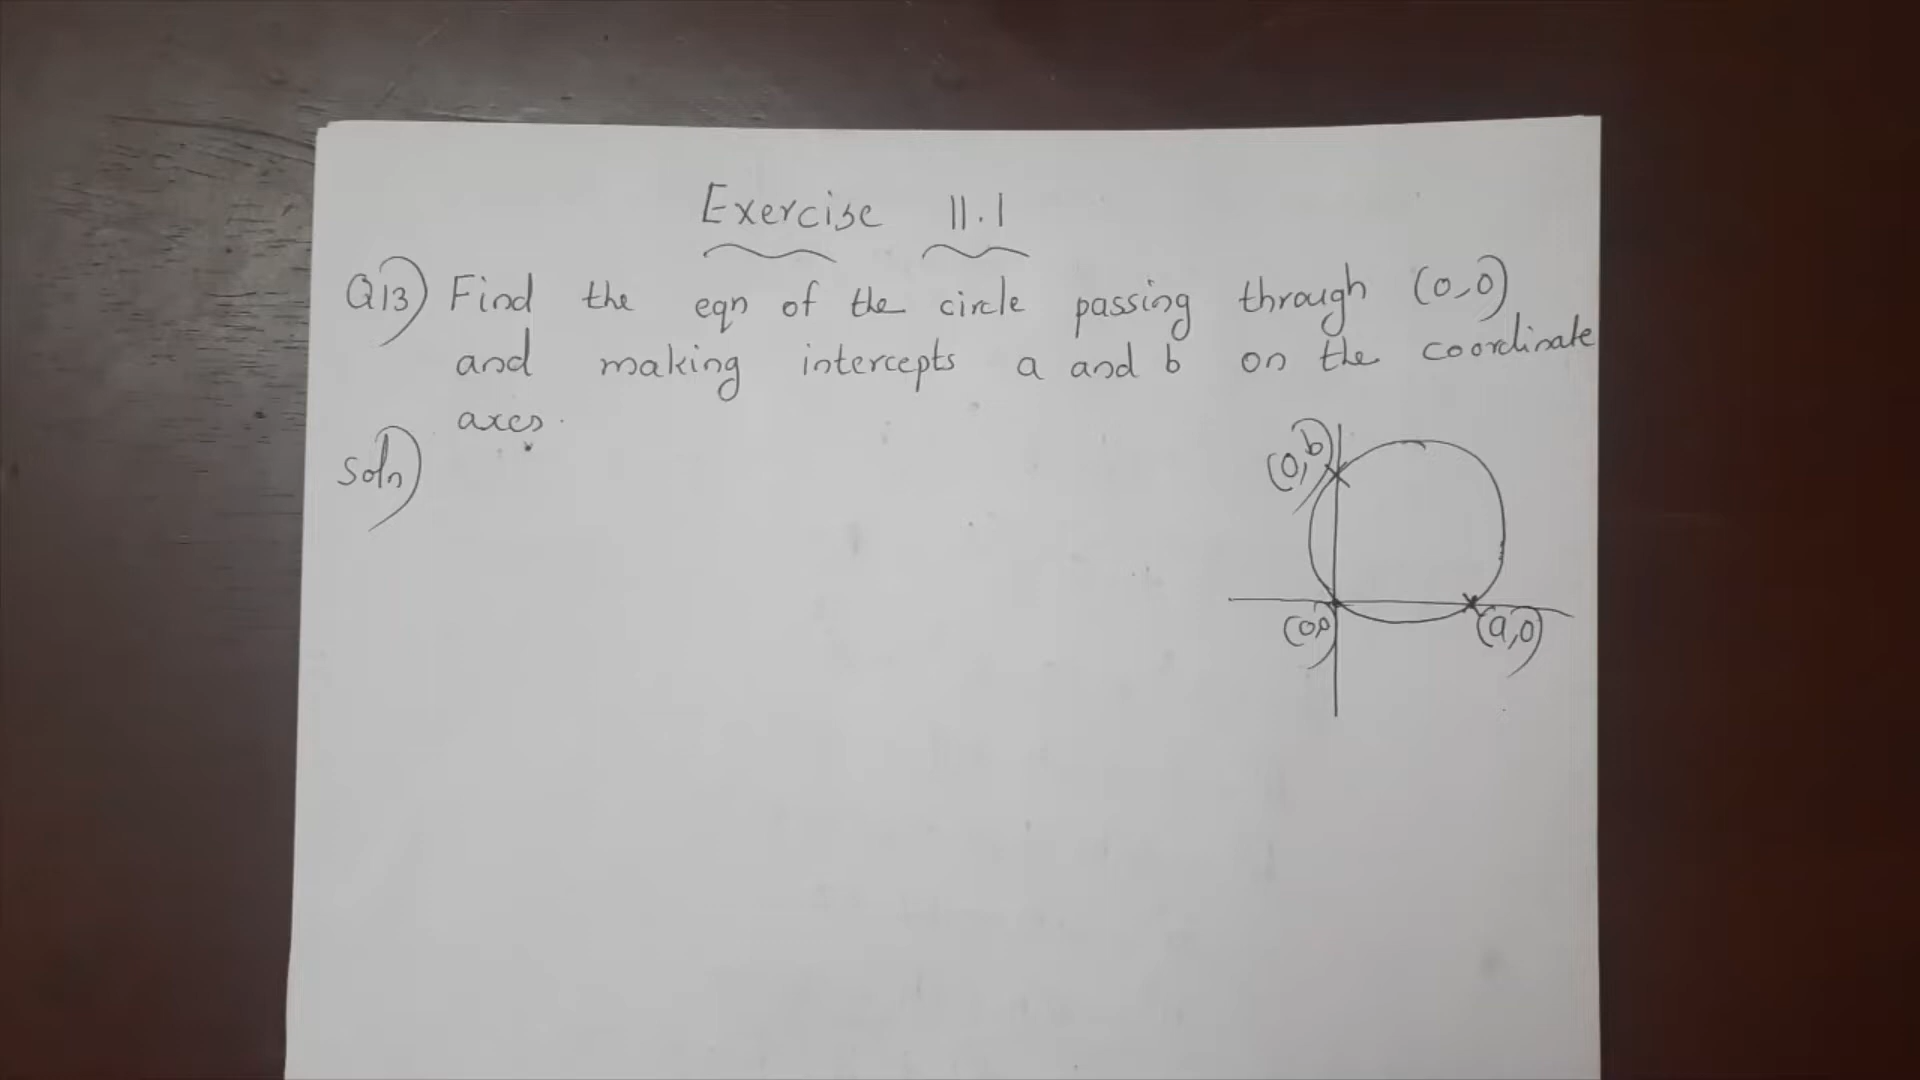 Exercise 11.1
Q13) Find the eqn of the circle passing through (0,0)
and making intercepts a and b on the coordinate
axes.
Soln)
(0,b)
(0,0)
(a,0)